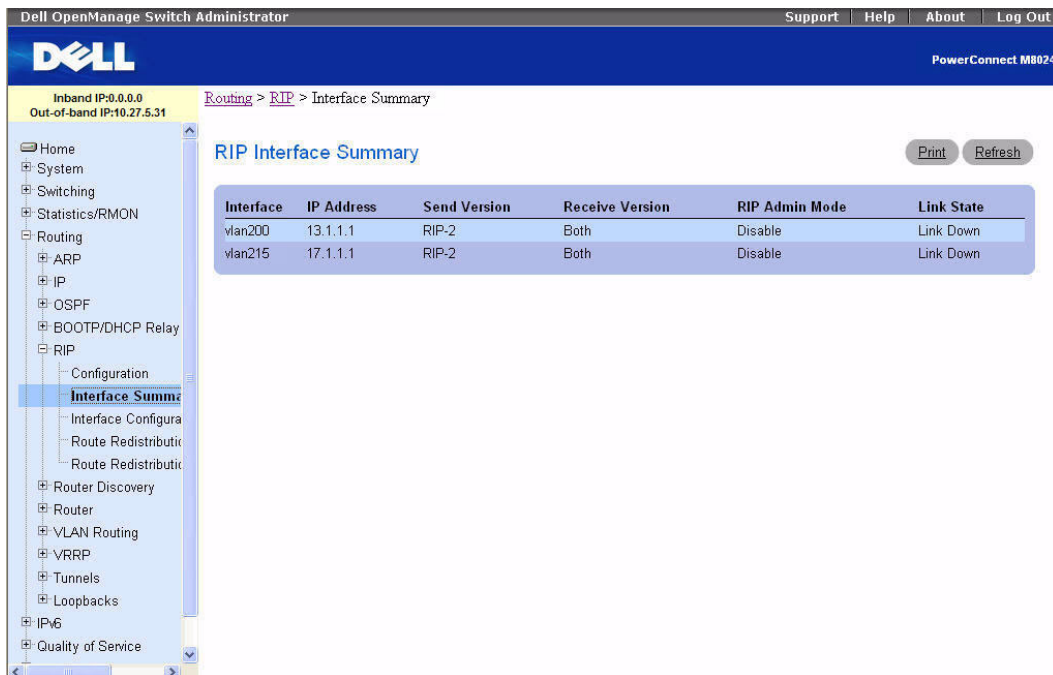 Dell OpenManage Switch Administrator
Support Help About Log Out
DELL
PowerConnect M8024
Inband IP:0.0.0.0
Out-of-band IP:10.27.5.31
Routing > RIP > Interface Summary
Home
System
Switching
Statistics/RMON
Routing
ARP
IP
OSPF
BOOTP/DHCP Relay
RIP
Configuration
Interface Summa
Interface Configura
Route Redistributio
Route Redistributio
Router Discovery
Router
VLAN Routing
VRRP
Tunnels
Loopbacks
IPv6
Quality of Service
RIP Interface Summary
Print Refresh
Interface IP Address Send Version Receive Version RIP Admin Mode Link State
vlan200 13.1.1.1 RIP-2 Both Disable Link Down
vlan215 17.1.1.1 RIP-2 Both Disable Link Down